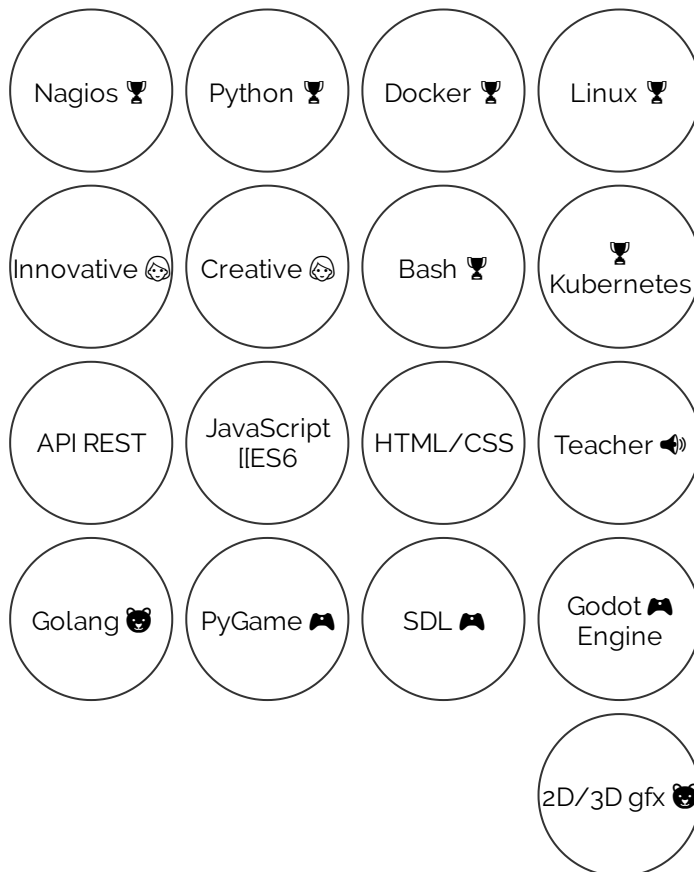 Nagios 🏆
Python 🏆
Docker 🏆
Linux 🏆
Innovative 👩
Creative 👩
Bash 🏆
🏆
Kubernetes
API REST
JavaScript
[[ES6
HTML/CSS
Teacher 🔊
Golang 🐻
PyGame 🎮
SDL 🎮
Godot 🎮
Engine
2D/3D gfx 🐻